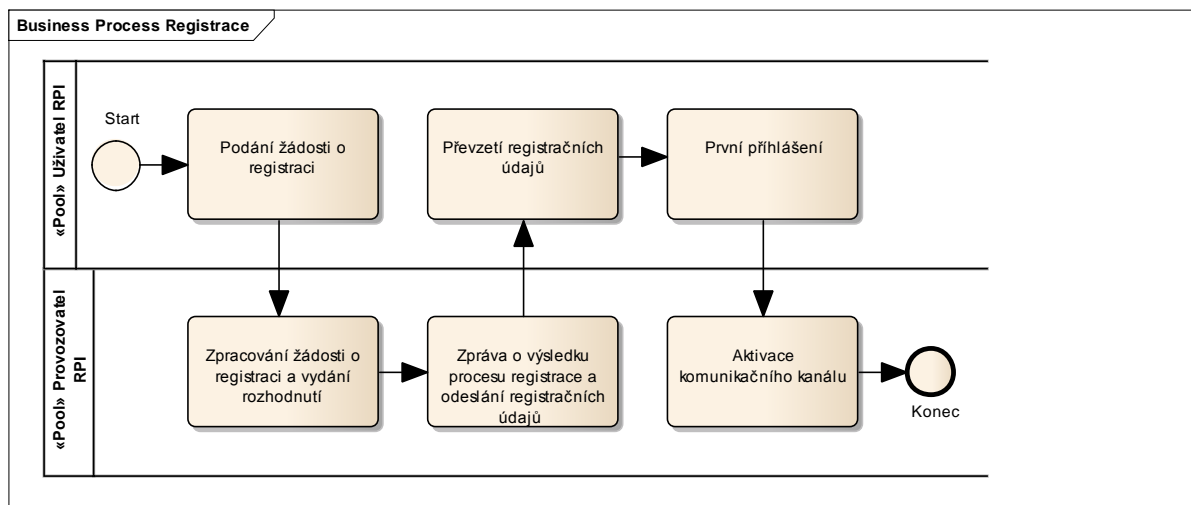 Business Process Registrace
«Pool» Uživatel RPI
Start
Podání žádosti o
registraci
Převzetí registračních
údajů
První příhlášení
«Pool» Provozovatel
RPI
Zpracování žádosti o
registraci a vydání
rozhodnutí
Zpráva o výsledku
procesu registrace a
odeslání registračních
údajů
Aktivace
komunikačního kanálu
Konec